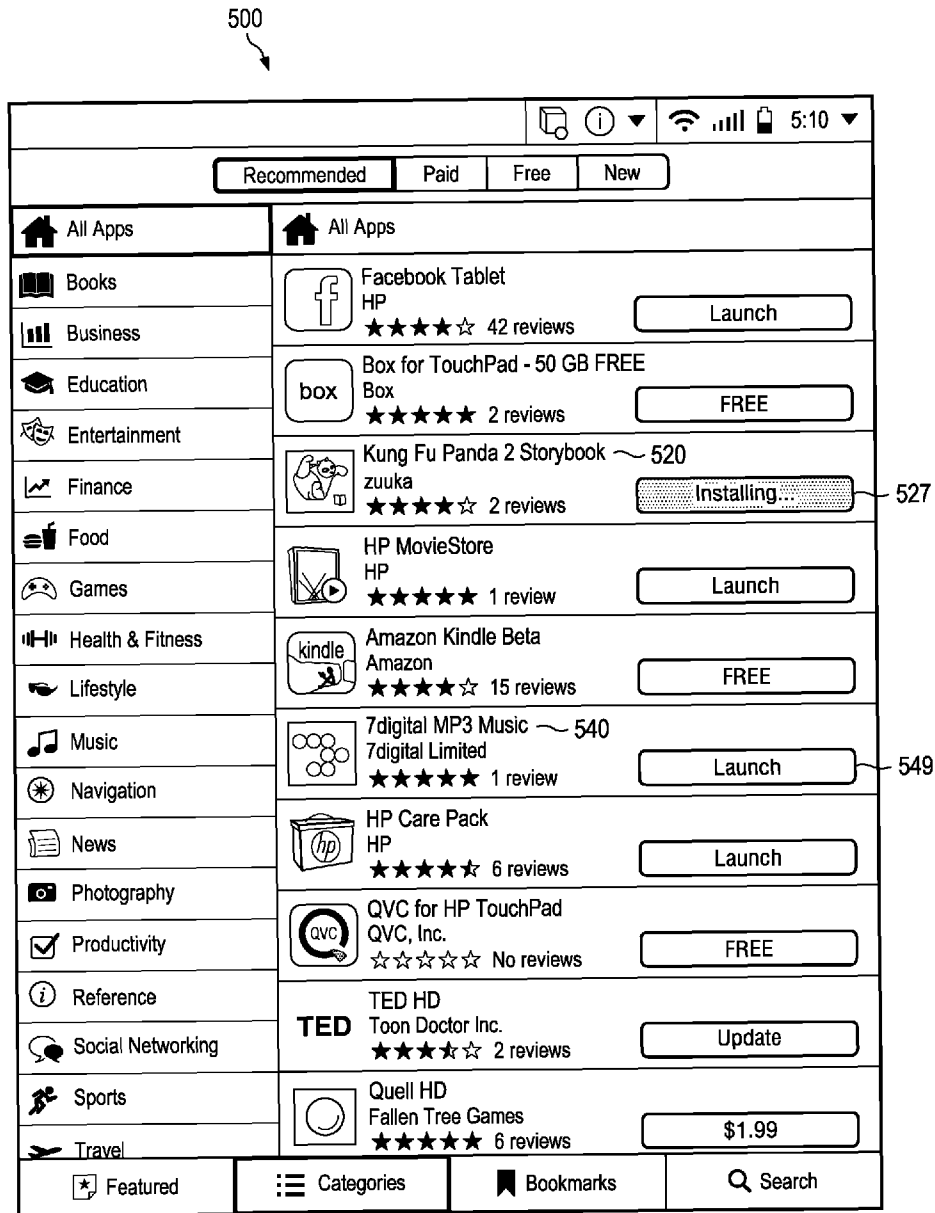 500
5:10
Recommended Paid Free New
All Apps
Books
Business
Education
Entertainment
Finance
Food
Games
Health & Fitness
Lifestyle
Music
Navigation
News
Photography
Productivity
Reference
Social Networking
Sports
Travel
All Apps
f
Facebook Tablet
HP
42 reviews
Launch
box
Box for TouchPad - 50 GB FREE
Box
2 reviews
FREE
Kung Fu Panda 2 Storybook 520
zuuka
2 reviews
Installing...
527
HP MovieStore
HP
1 review
Launch
kindle
Amazon Kindle Beta
Amazon
15 reviews
FREE
7digital MP3 Music 540
7digital Limited
1 review
Launch
549
hp
HP Care Pack
HP
6 reviews
Launch
QVC
QVC for HP TouchPad
QVC, Inc.
No reviews
FREE
TED
TED HD
Toon Doctor Inc.
2 reviews
Update
Quell HD
Fallen Tree Games
6 reviews
$1.99
Featured Categories Bookmarks Search